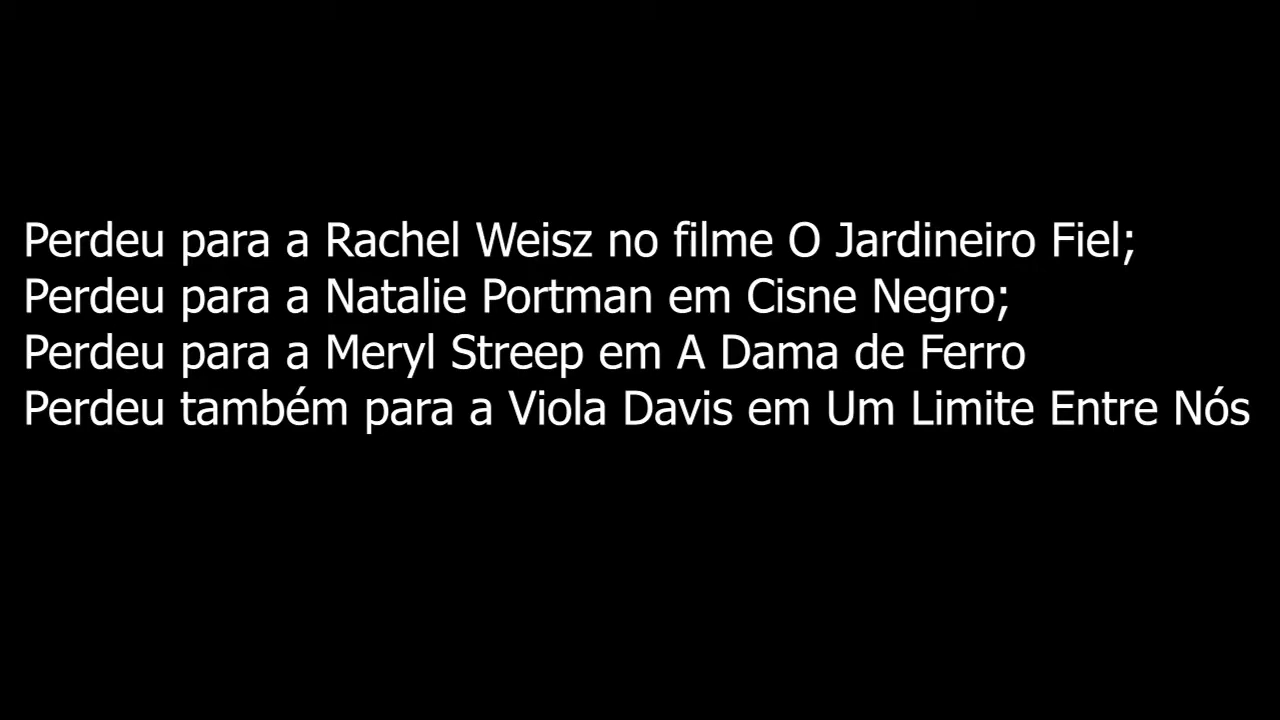 Perdeu para a Rachel Weisz no filme O Jardineiro Fiel;
Perdeu para a Natalie Portman em Cisne Negro;
Perdeu para a Meryl Streep em A Dama de Ferro
Perdeu também para a Viola Davis em Um Limite Entre Nós